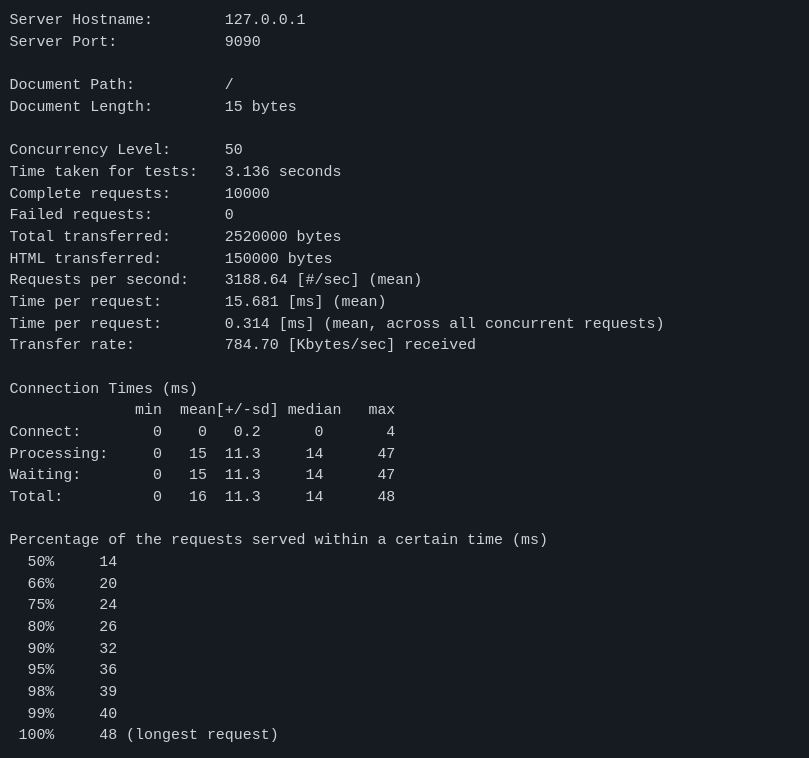 Server Hostname:        127.0.0.1
Server Port:            9090

Document Path:          /
Document Length:        15 bytes

Concurrency Level:      50
Time taken for tests:   3.136 seconds
Complete requests:      10000
Failed requests:        0
Total transferred:      2520000 bytes
HTML transferred:       150000 bytes
Requests per second:    3188.64 [#/sec] (mean)
Time per request:       15.681 [ms] (mean)
Time per request:       0.314 [ms] (mean, across all concurrent requests)
Transfer rate:          784.70 [Kbytes/sec] received

Connection Times (ms)
              min  mean[+/-sd] median   max
Connect:        0    0   0.2      0       4
Processing:     0   15  11.3     14      47
Waiting:        0   15  11.3     14      47
Total:          0   16  11.3     14      48

Percentage of the requests served within a certain time (ms)
  50%     14
  66%     20
  75%     24
  80%     26
  90%     32
  95%     36
  98%     39
  99%     40
 100%     48 (longest request)